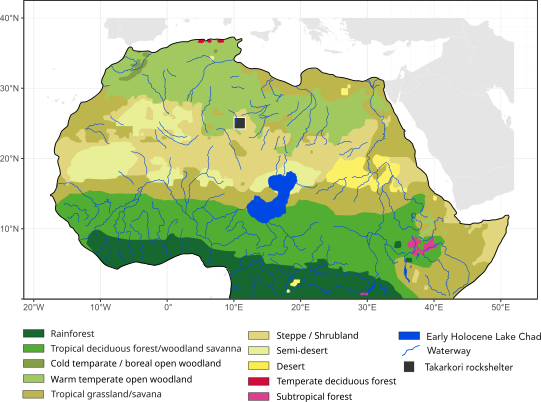 40°N
30°N
20°N
10°N
20°W
10°W
0°
10°E
20°E
30°E
40°E
50°E
Rainforest
Tropical deciduous forest/woodland savanna
Cold temparate / boreal open woodland
Warm temperate open woodland
Tropical grassland/savana
Steppe / Shrubland
Semi-desert
Desert
Temperate deciduous forest
Subtropical forest
Early Holocene Lake Chad
Waterway
Takarkori rockshelter